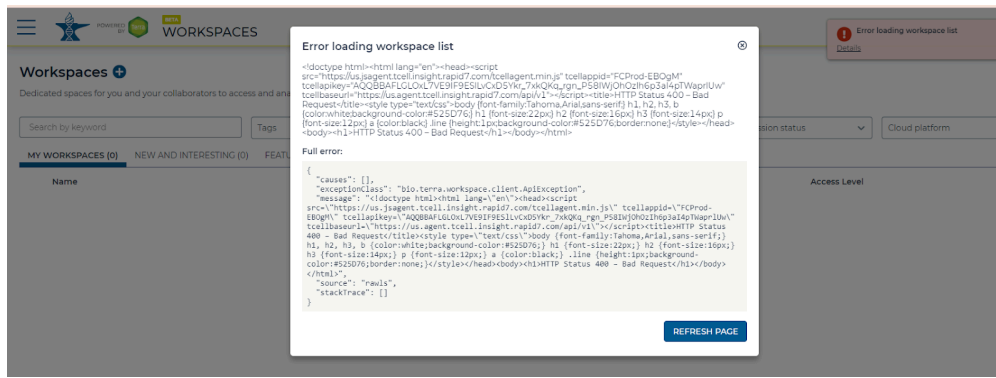 POWERED
BY
BETA
WORKSPACES
Error loading workspace list
Details
Workspaces
Dedicated spaces for you and your collaborators to access and ana
Search by keyword
Tags
ssion status
Cloud platform
MY WORKSPACES (0)
NEW AND INTERESTING (0)
FEATU
Name
Access Level
Error loading workspace list
<!doctype html><html lang="en"><head><script
src="https://us.jsagent.tcell.insight.rapid7.com/tcellagent.min.js" tcellappid="FCProd-EBOgM"
tcellbaseurl="https://us.agent.tcell.insight.rapid7.com/api/v1"></script><title>HTTP Status 400 – Bad
Request</title><style type="text/css">body {font-family:Tahoma,Arial,sans-serif;} h1, h2, h3, b
{color:white;background-color:#525D76;} h1 {font-size:22px;} h2 {font-size:16px;} h3 {font-size:14px;} p
{font-size:12px;} a {color:black;} .line {height:1px;background-color:#525D76;border:none;}</style></head>
<body><h1>HTTP Status 400 – Bad Request</h1></body></html>
Full error:
{
"causes": [],
"exceptionClass": "bio.terra.workspace.client.ApiException",
"message": "<!doctype html><html lang=\"en\"><head><script
src=\"https://us.jsagent.tcell.insight.rapid7.com/tcellagent.min.js\" tcellappid=\"FCProd-
EBOgM\"
tcellbaseurl=\"https://us.agent.tcell.insight.rapid7.com/api/v1\"></script><title>HTTP Status
400 – Bad Request</title><style type=\"text/css\">body {font-family:Tahoma,Arial,sans-serif;}
h1, h2, h3, b {color:white;background-color:#525D76;} h1 {font-size:22px;} h2 {font-size:16px;}
h3 {font-size:14px;} p {font-size:12px;} a {color:black;} .line {height:1px;background-
color:#525D76;border:none;}</style></head><body><h1>HTTP Status 400 – Bad Request</h1></body>
</html>",
"source": "rawls",
"stackTrace": []
}
REFRESH PAGE